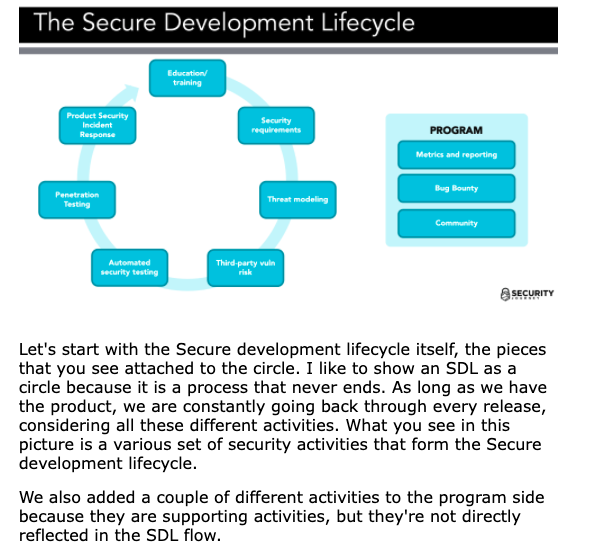 The Secure Development Lifecycle
Education/
training
Security
requirements
Threat modeling
Third-party vuln
risk
Automated
security testing
Penetration
Testing
Product Security
Incident
Response
PROGRAM
Metrics and reporting
Bug Bounty
Community
SECURITY
JOURNEY
Let's start with the Secure development lifecycle itself, the pieces
that you see attached to the circle. I like to show an SDL as a
circle because it is a process that never ends. As long as we have
the product, we are constantly going back through every release,
considering all these different activities. What you see in this
picture is a various set of security activities that form the Secure
development lifecycle.
We also added a couple of different activities to the program side
because they are supporting activities, but they're not directly
reflected in the SDL flow.